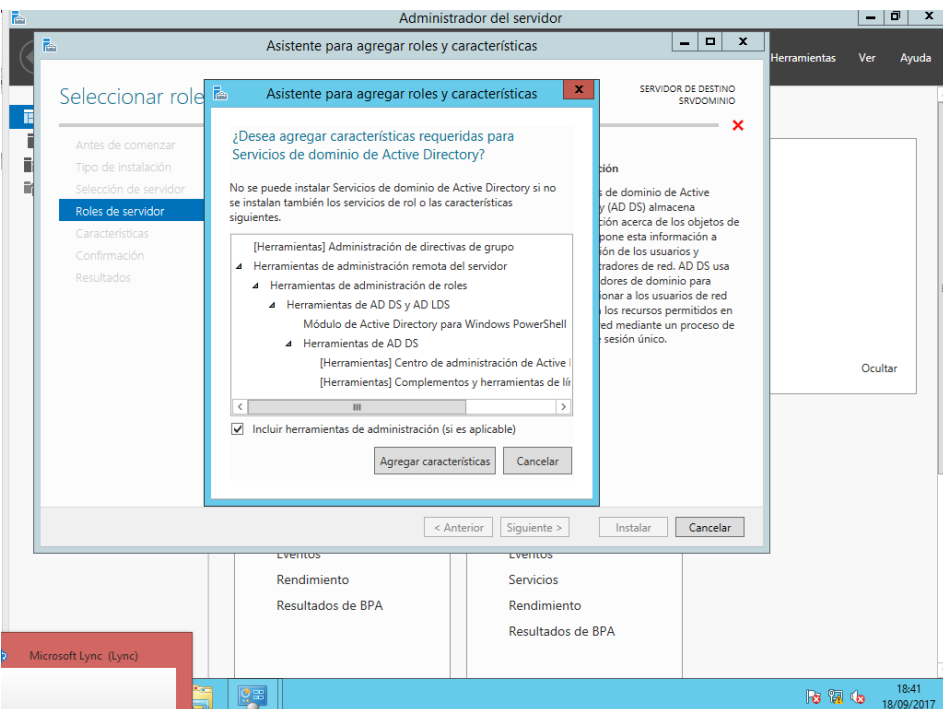 Administrador del servidor
Asistente para agregar roles y características
Herramientas Ver Ayuda
Seleccionar role
SERVIDOR DE DESTINO
SRVDOMINIO
Antes de comenzar
Tipo de instalación
Selección de servidor
Roles de servidor
Características
Confirmación
Resultados
Asistente para agregar roles y características
¿Desea agregar características requeridas para
Servicios de dominio de Active Directory?
No se puede instalar Servicios de dominio de Active Directory si no
se instalan también los servicios de rol o las características
siguientes.
[Herramientas] Administración de directivas de grupo
Herramientas de administración remota del servidor
Herramientas de administración de roles
Herramientas de AD DS y AD LDS
Módulo de Active Directory para Windows PowerShell
Herramientas de AD DS
[Herramientas] Centro de administración de Active
[Herramientas] Complementos y herramientas de lí
Incluir herramientas de administración (si es aplicable)
Agregar características Cancelar
ción
s de dominio de Active
y (AD DS) almacena
ción acerca de los objetos de
pone esta información a
ión de los usuarios y
tradores de red. AD DS usa
dores de dominio para
ionar a los usuarios de red
los recursos permitidos en
red mediante un proceso de
sesión único.
Ocultar
< Anterior Siguiente > Instalar Cancelar
Eventos
Rendimiento
Resultados de BPA
Eventos
Servicios
Rendimiento
Resultados de BPA
Microsoft Lync (Lync)
18:41
18/09/2017